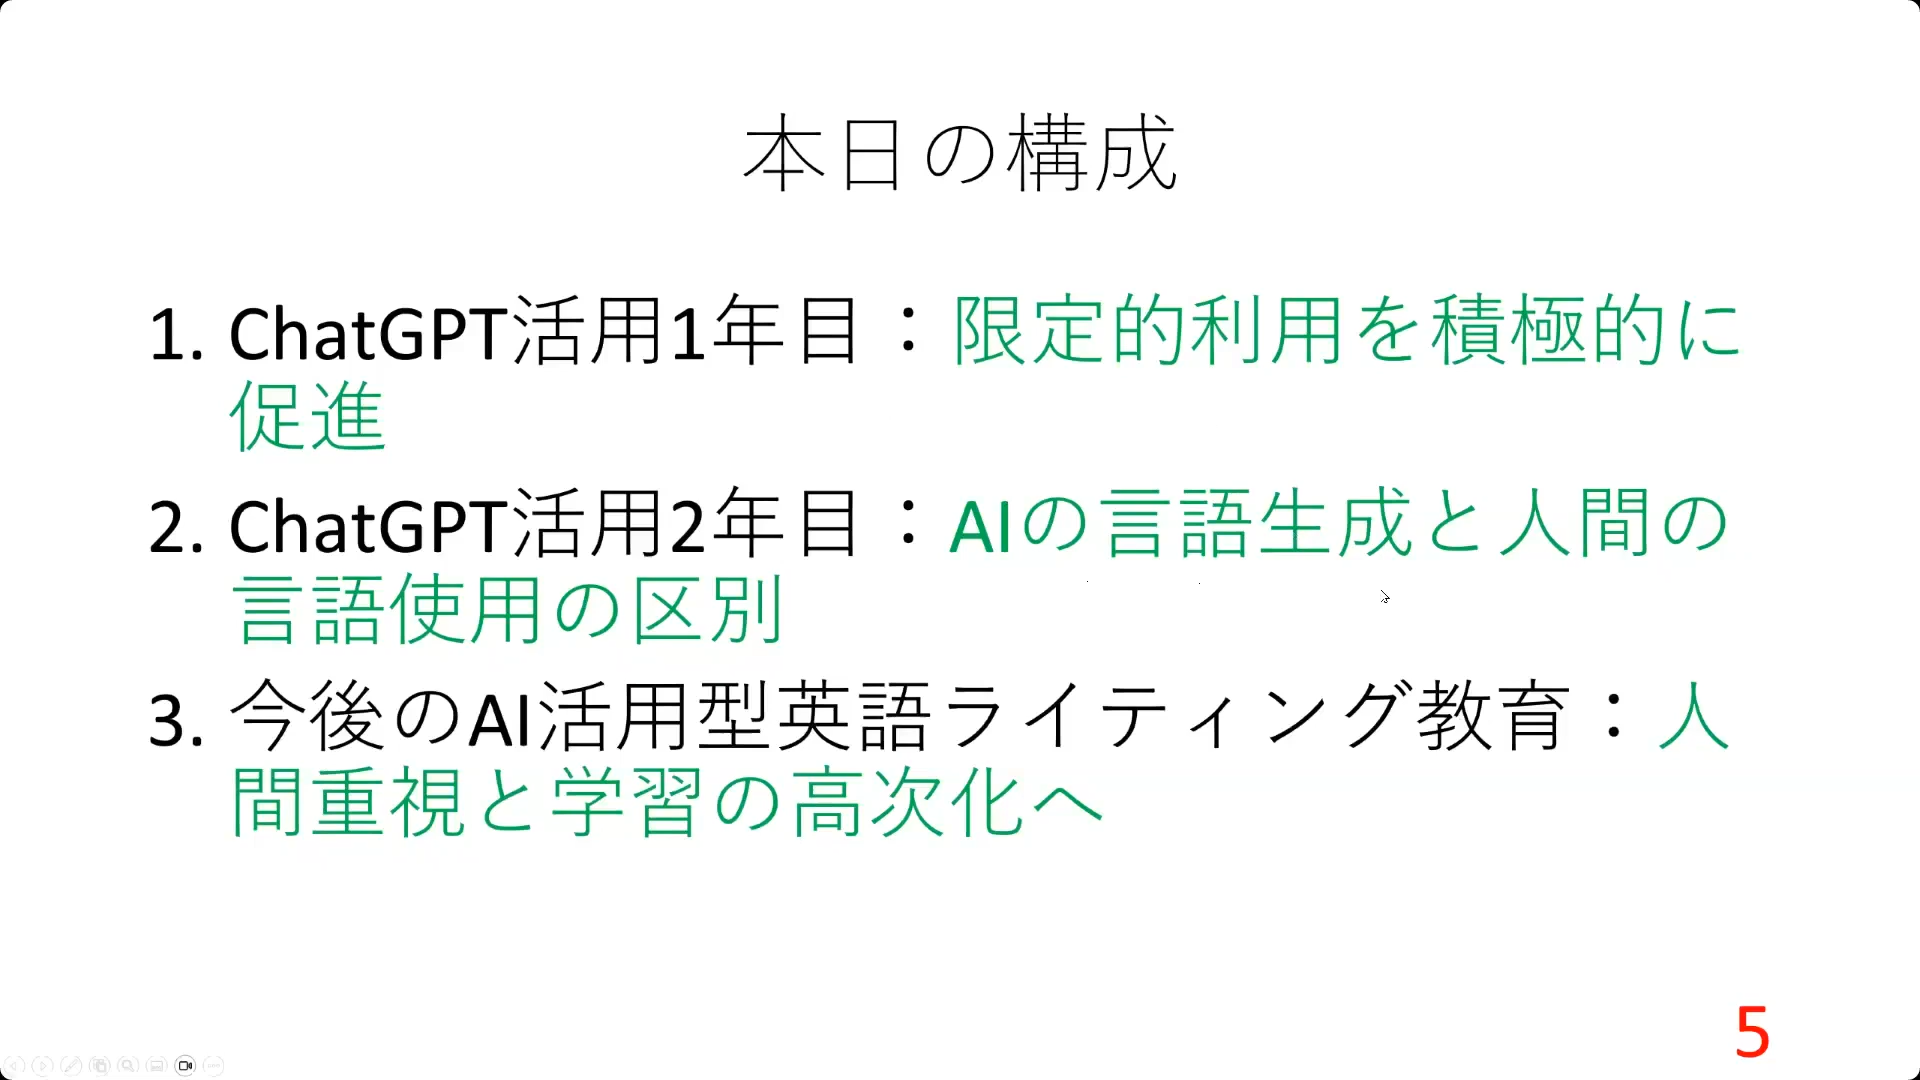 本日の構成
1. ChatGPT活用1年目：限定的利用を積極的に
促進
2. ChatGPT活用2年目：AIの言語生成と人間の
言語使用の区別
3. 今後のAI活用型英語ライティング教育：人
間重視と学習の高次化へ
5